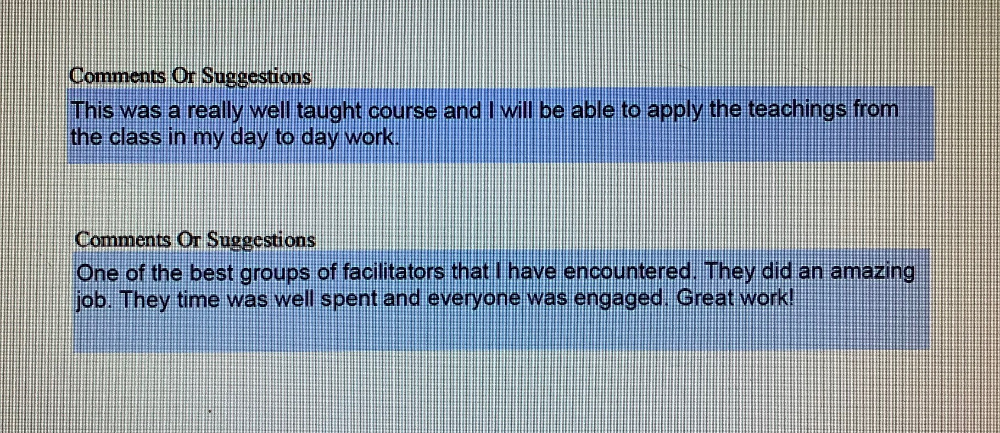 Comments Or Suggestions
This was a really well taught course and I will be able to apply the teachings from
the class in my day to day work.
Comments Or Suggestions
One of the best groups of facilitators that I have encountered. They did an amazing
job. They time was well spent and everyone was engaged. Great work!